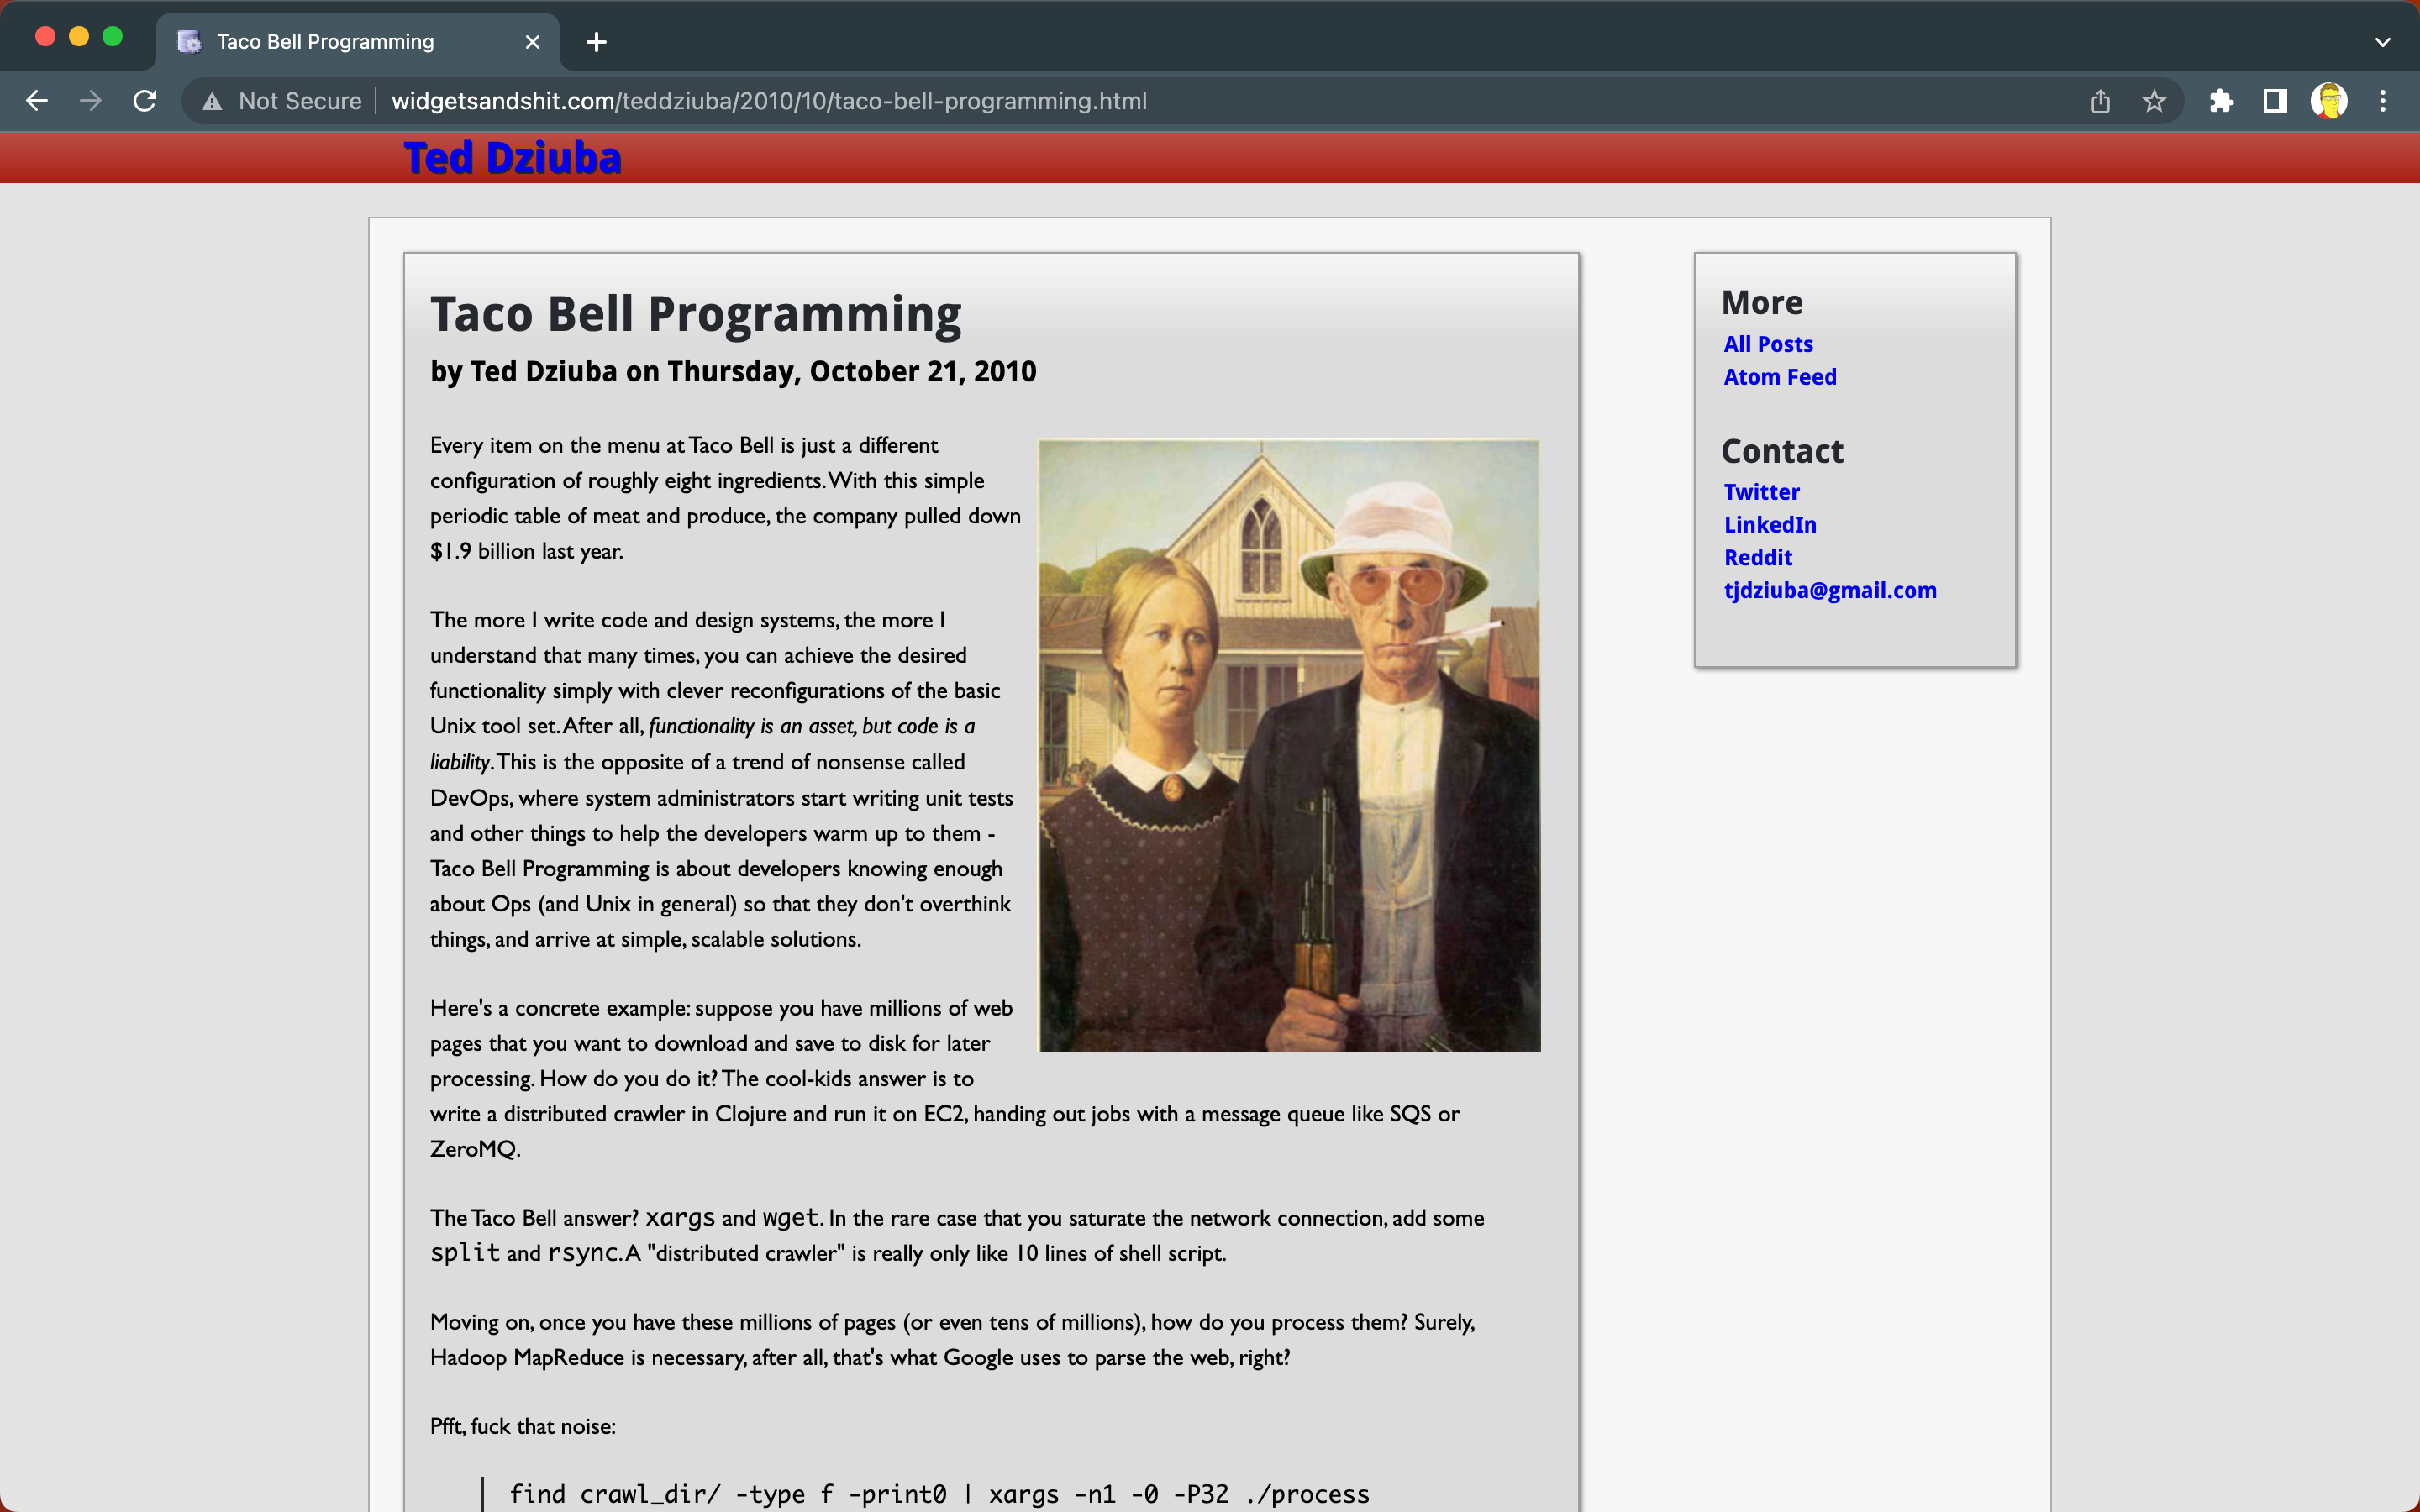 Taco Bell Programming
Not Secure
widgetsandshit.com/teddziuba/2010/10/taco-bell-programming.html
Ted Dziuba
Taco Bell Programming
by Ted Dziuba on Thursday, October 21, 2010
Every item on the menu at Taco Bell is just a different
configuration of roughly eight ingredients. With this simple
periodic table of meat and produce, the company pulled down
$1.9 billion last year.
The more I write code and design systems, the more I
understand that many times, you can achieve the desired
functionality simply with clever reconfigurations of the basic
Unix tool set. After all, functionality is an asset, but code is a
liability. This is the opposite of a trend of nonsense called
DevOps, where system administrators start writing unit tests
and other things to help the developers warm up to them -
Taco Bell Programming is about developers knowing enough
about Ops (and Unix in general) so that they don't overthink
things, and arrive at simple, scalable solutions.
Here's a concrete example: suppose you have millions of web
pages that you want to download and save to disk for later
processing. How do you do it? The cool-kids answer is to
write a distributed crawler in Clojure and run it on EC2, handing out jobs with a message queue like SQS or
ZeroMQ.
The Taco Bell answer? xargs and wget. In the rare case that you saturate the network connection, add some
split and rsync. A "distributed crawler" is really only like 10 lines of shell script.
Moving on, once you have these millions of pages (or even tens of millions), how do you process them? Surely,
Hadoop MapReduce is necessary, after all, that's what Google uses to parse the web, right?
Pfft, fuck that noise:
find crawl_dir/ -type f -print0 | xargs -n1 -0 -P32 ./process
More
All Posts
Atom Feed
Contact
Twitter
LinkedIn
Reddit
tjdziuba@gmail.com